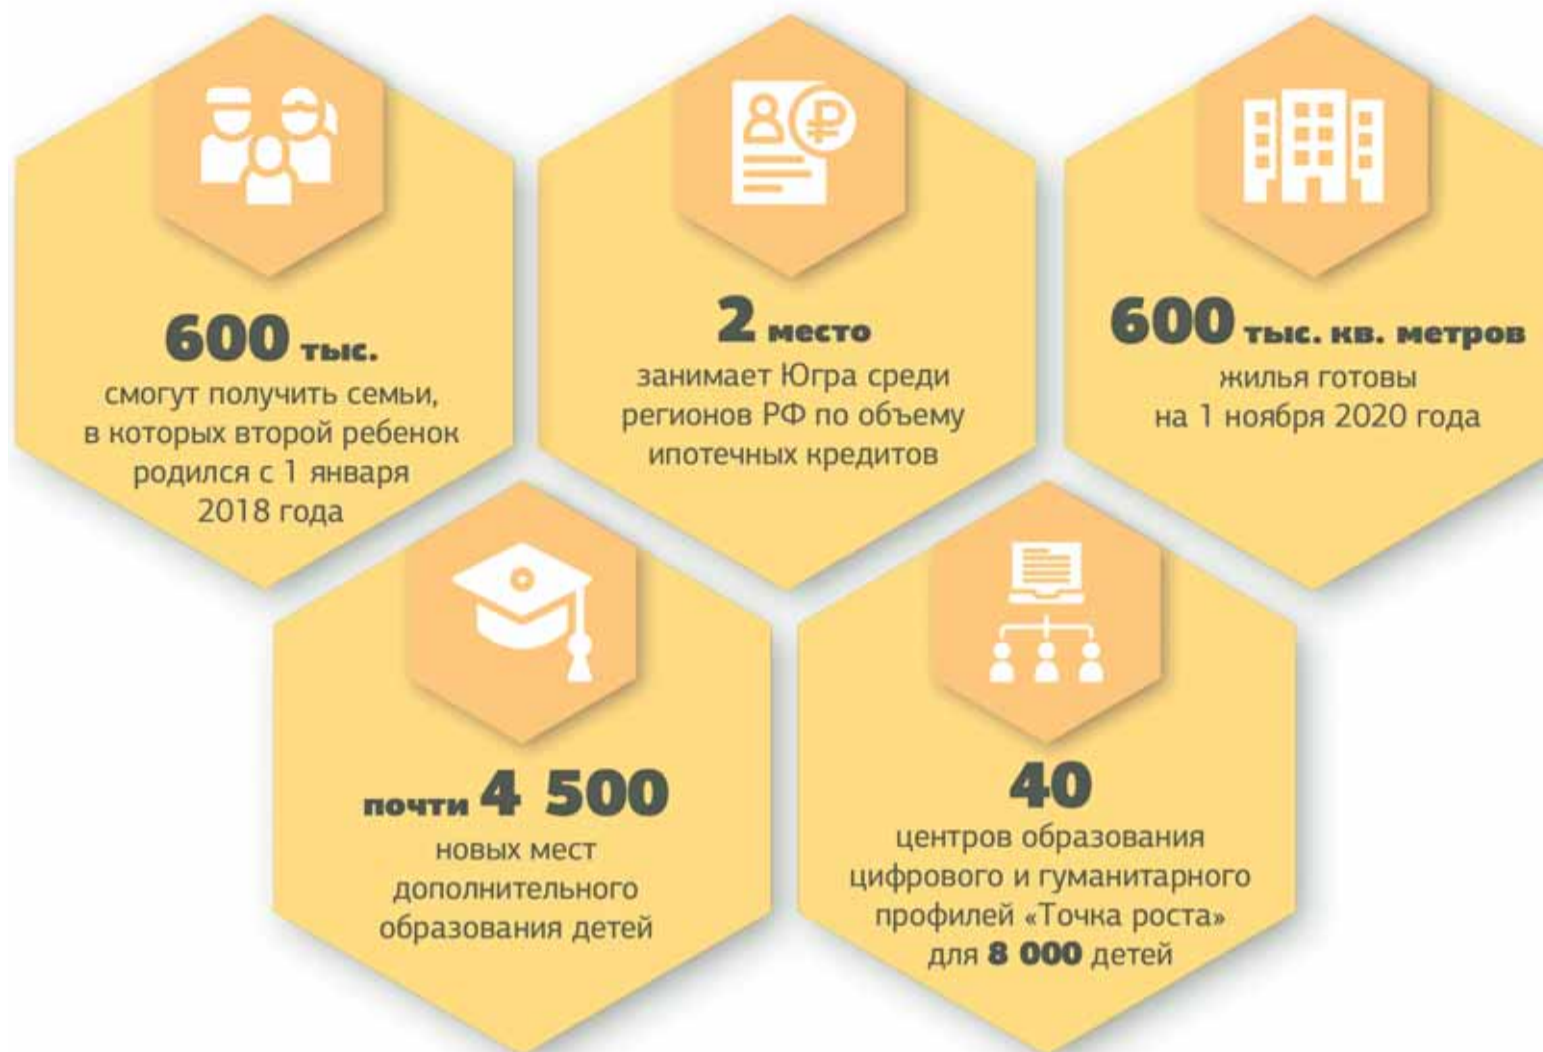 600 тыс.
смогут получить семьи,
в которых второй ребенок
родился с 1 января
2018 года
2 место
занимает Югра среди
регионов РФ по объему
ипотечных кредитов
600 тыс. кв. метров
жилья готовы
на 1 ноября 2020 года
почти 4 500
новых мест
дополнительного
образования детей
40
центров образования
цифрового и гуманитарного
профилей «Точка роста»
для 8 000 детей